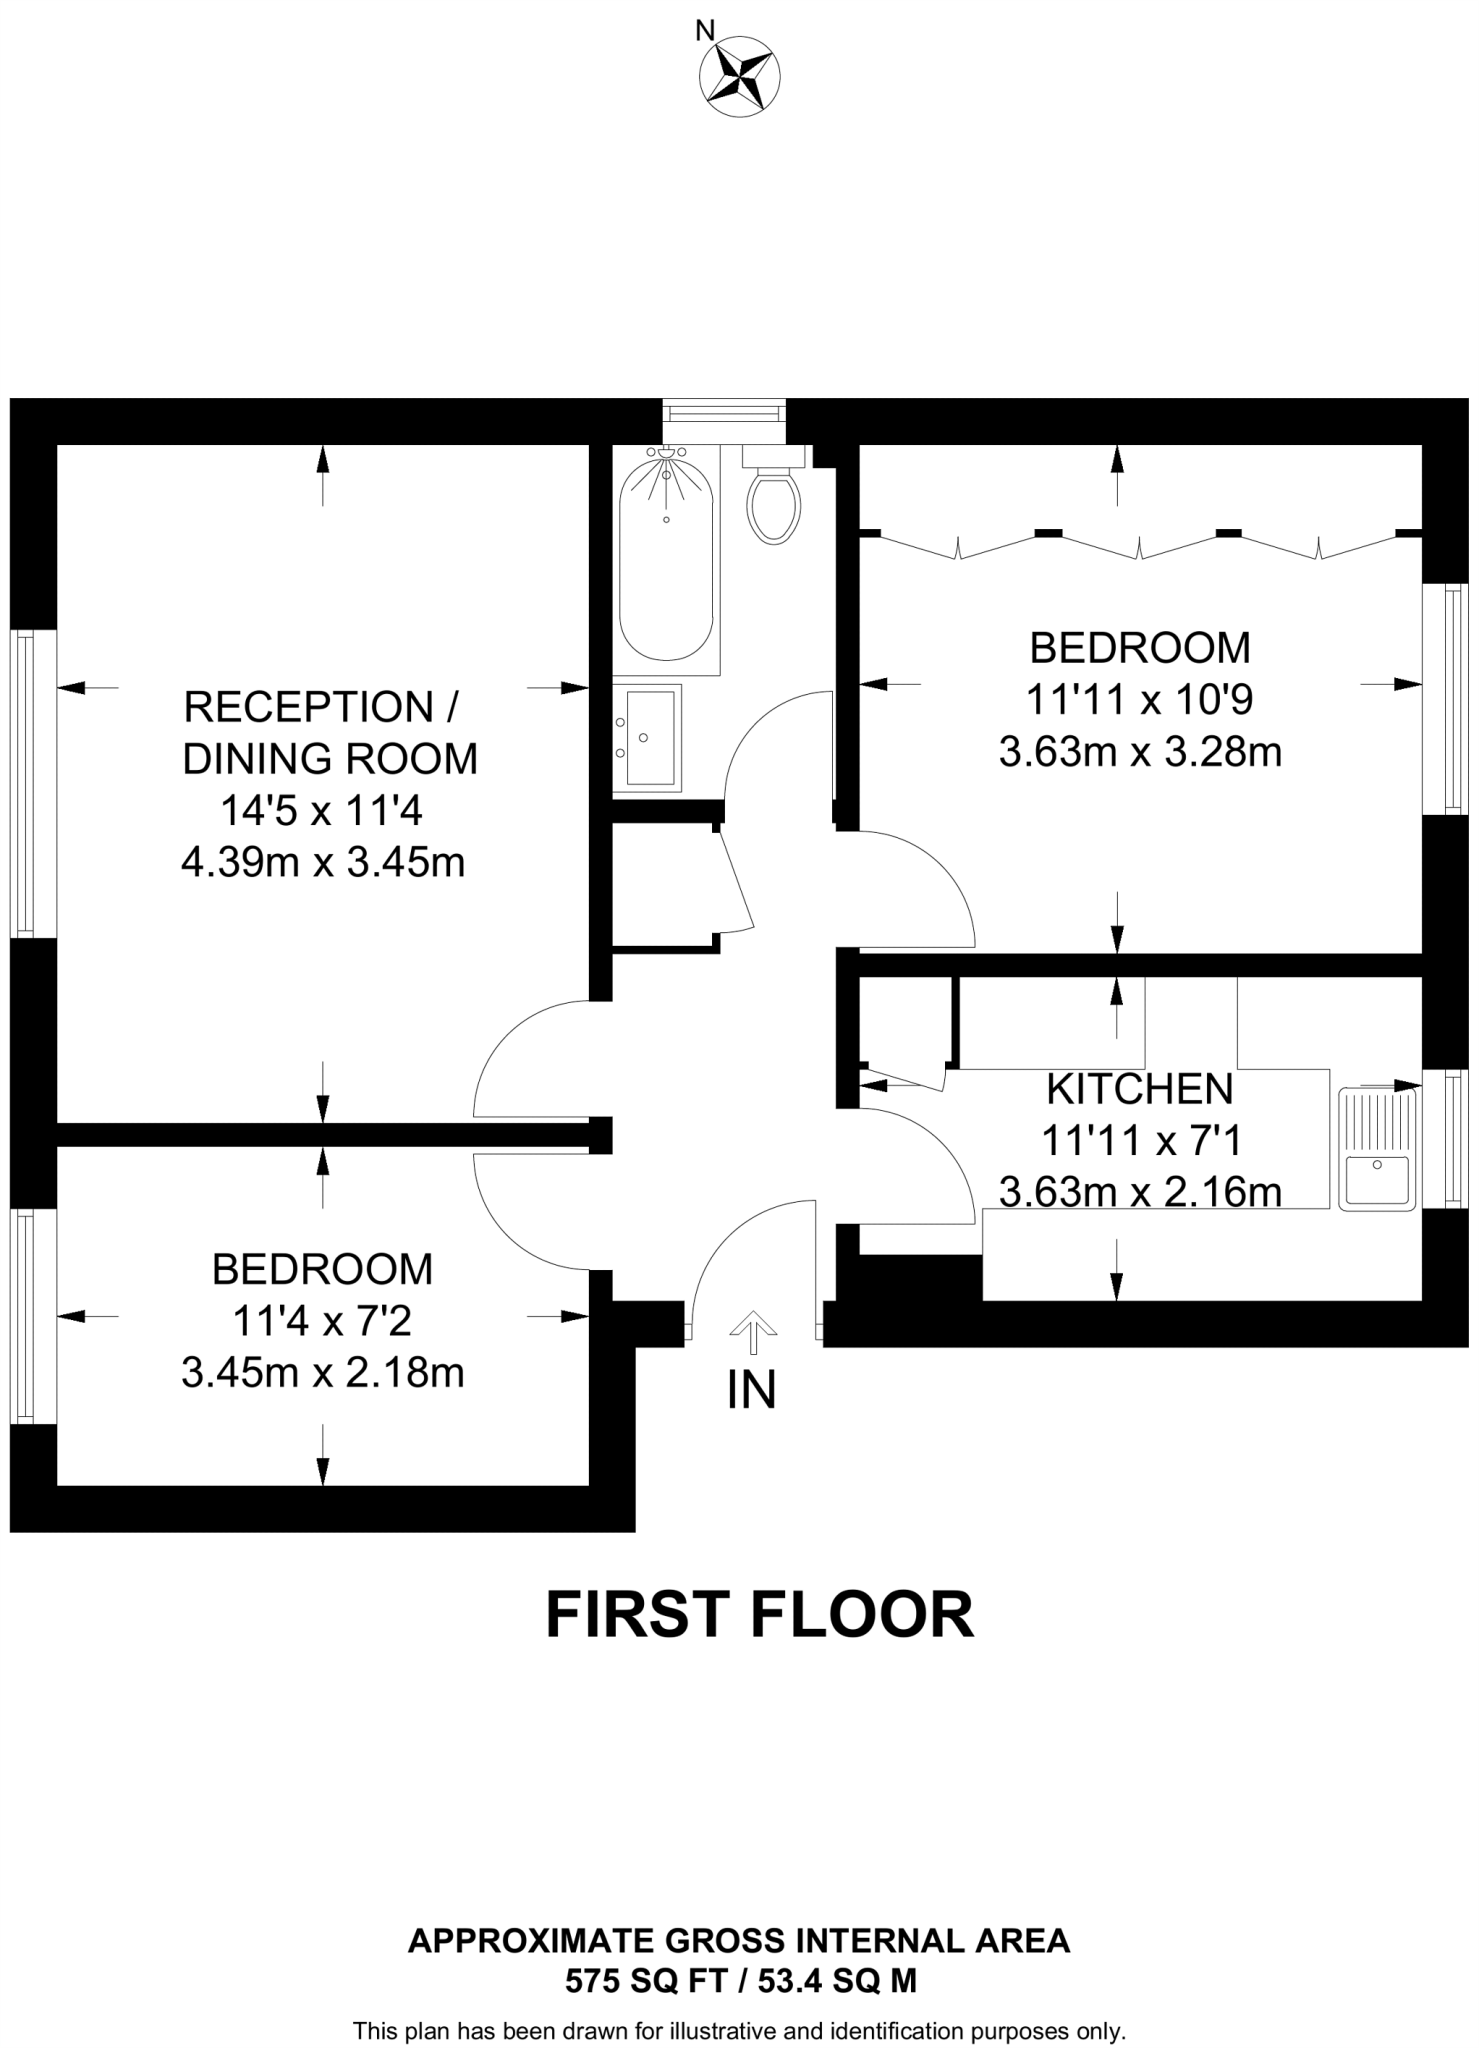 N
RECEPTION /
DINING ROOM
14'5 x 11'4
4.39m x 3.45m
BEDROOM
11'11 x 10'9
3.63m x 3.28m
KITCHEN
11'11 x 7'1
3.63m x 2.16m
BEDROOM
11'4 x 7'2
3.45m x 2.18m
IN
FIRST FLOOR
APPROXIMATE GROSS INTERNAL AREA
575 SQ FT / 53.4 SQ M
This plan has been drawn for illustrative and identification purposes only.